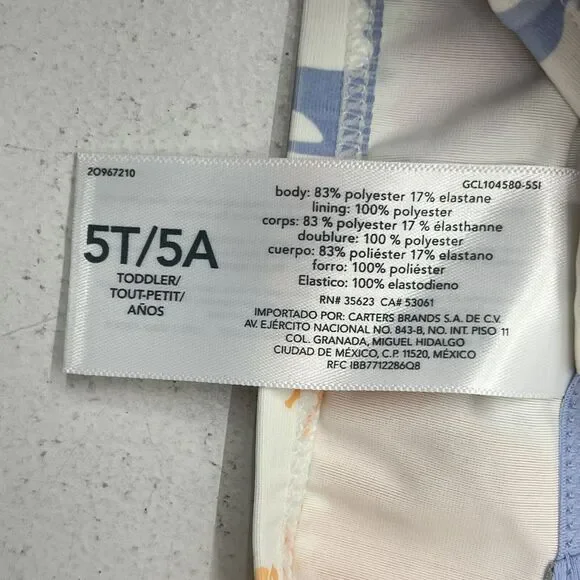 2O967210
GCL104580-5SI
5T/5A
TODDLER/
TOUT-PETIT/
AÑOS
body: 83% polyester 17% elastane
lining: 100% polyester
corps: 83 % polyester 17 % élasthanne
doublure: 100 % polyester
cuerpo: 83% poliéster 17% elastano
forro: 100% poliéster
Elastico: 100% elastodieno
RN# 35623 CA# 53061
IMPORTADO POR: CARTERS BRANDS S.A. DE C.V.
AV. EJÉRCITO NACIONAL NO. 843-B, NO. INT. PISO 11
COL. GRANADA, MIGUEL HIDALGO
CIUDAD DE MÉXICO, C.P. 11520, MÉXICO
RFC IBB7712286Q8